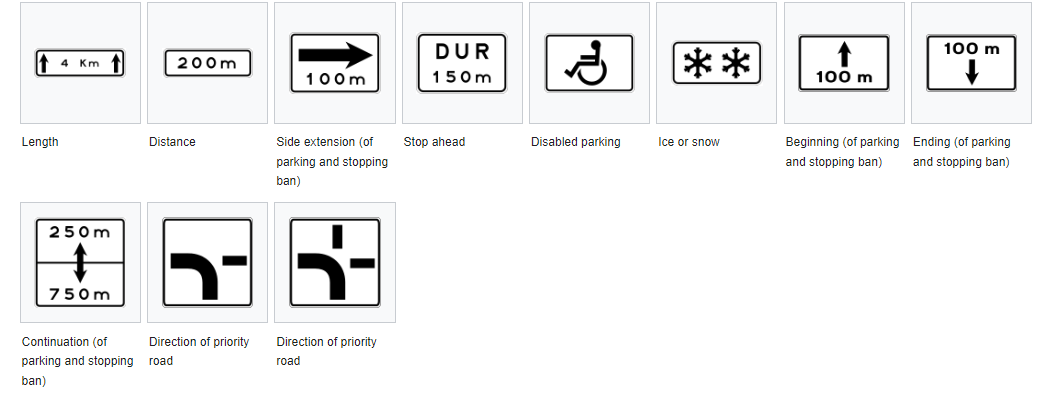 4 Km
200m
100m
DUR
150m
100 m
100 m
Length
Distance
Side extension (of
parking and stopping
ban)
Stop ahead
Disabled parking
Ice or snow
Beginning (of parking
and stopping ban)
Ending (of parking
and stopping ban)
250m
750m
Continuation (of
parking and stopping
ban)
Direction of priority
road
Direction of priority
road